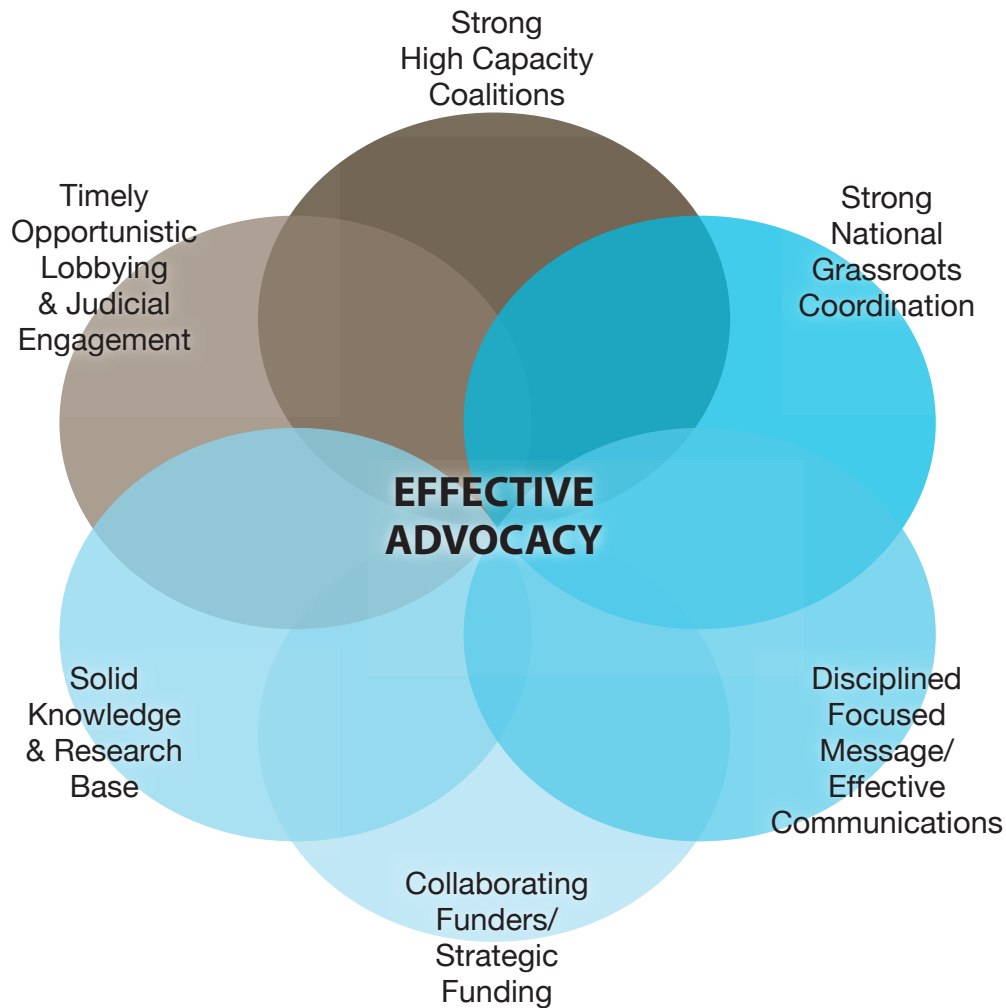 Strong
High Capacity
Coalitions
Timely
Opportunistic
Lobbying
& Judicial
Engagement
Strong
National
Grassroots
Coordination
EFFECTIVE
ADVOCACY
Solid
Knowledge
& Research
Base
Disciplined
Focused
Message/
Effective
Communications
Collaborating
Funders/
Strategic
Funding